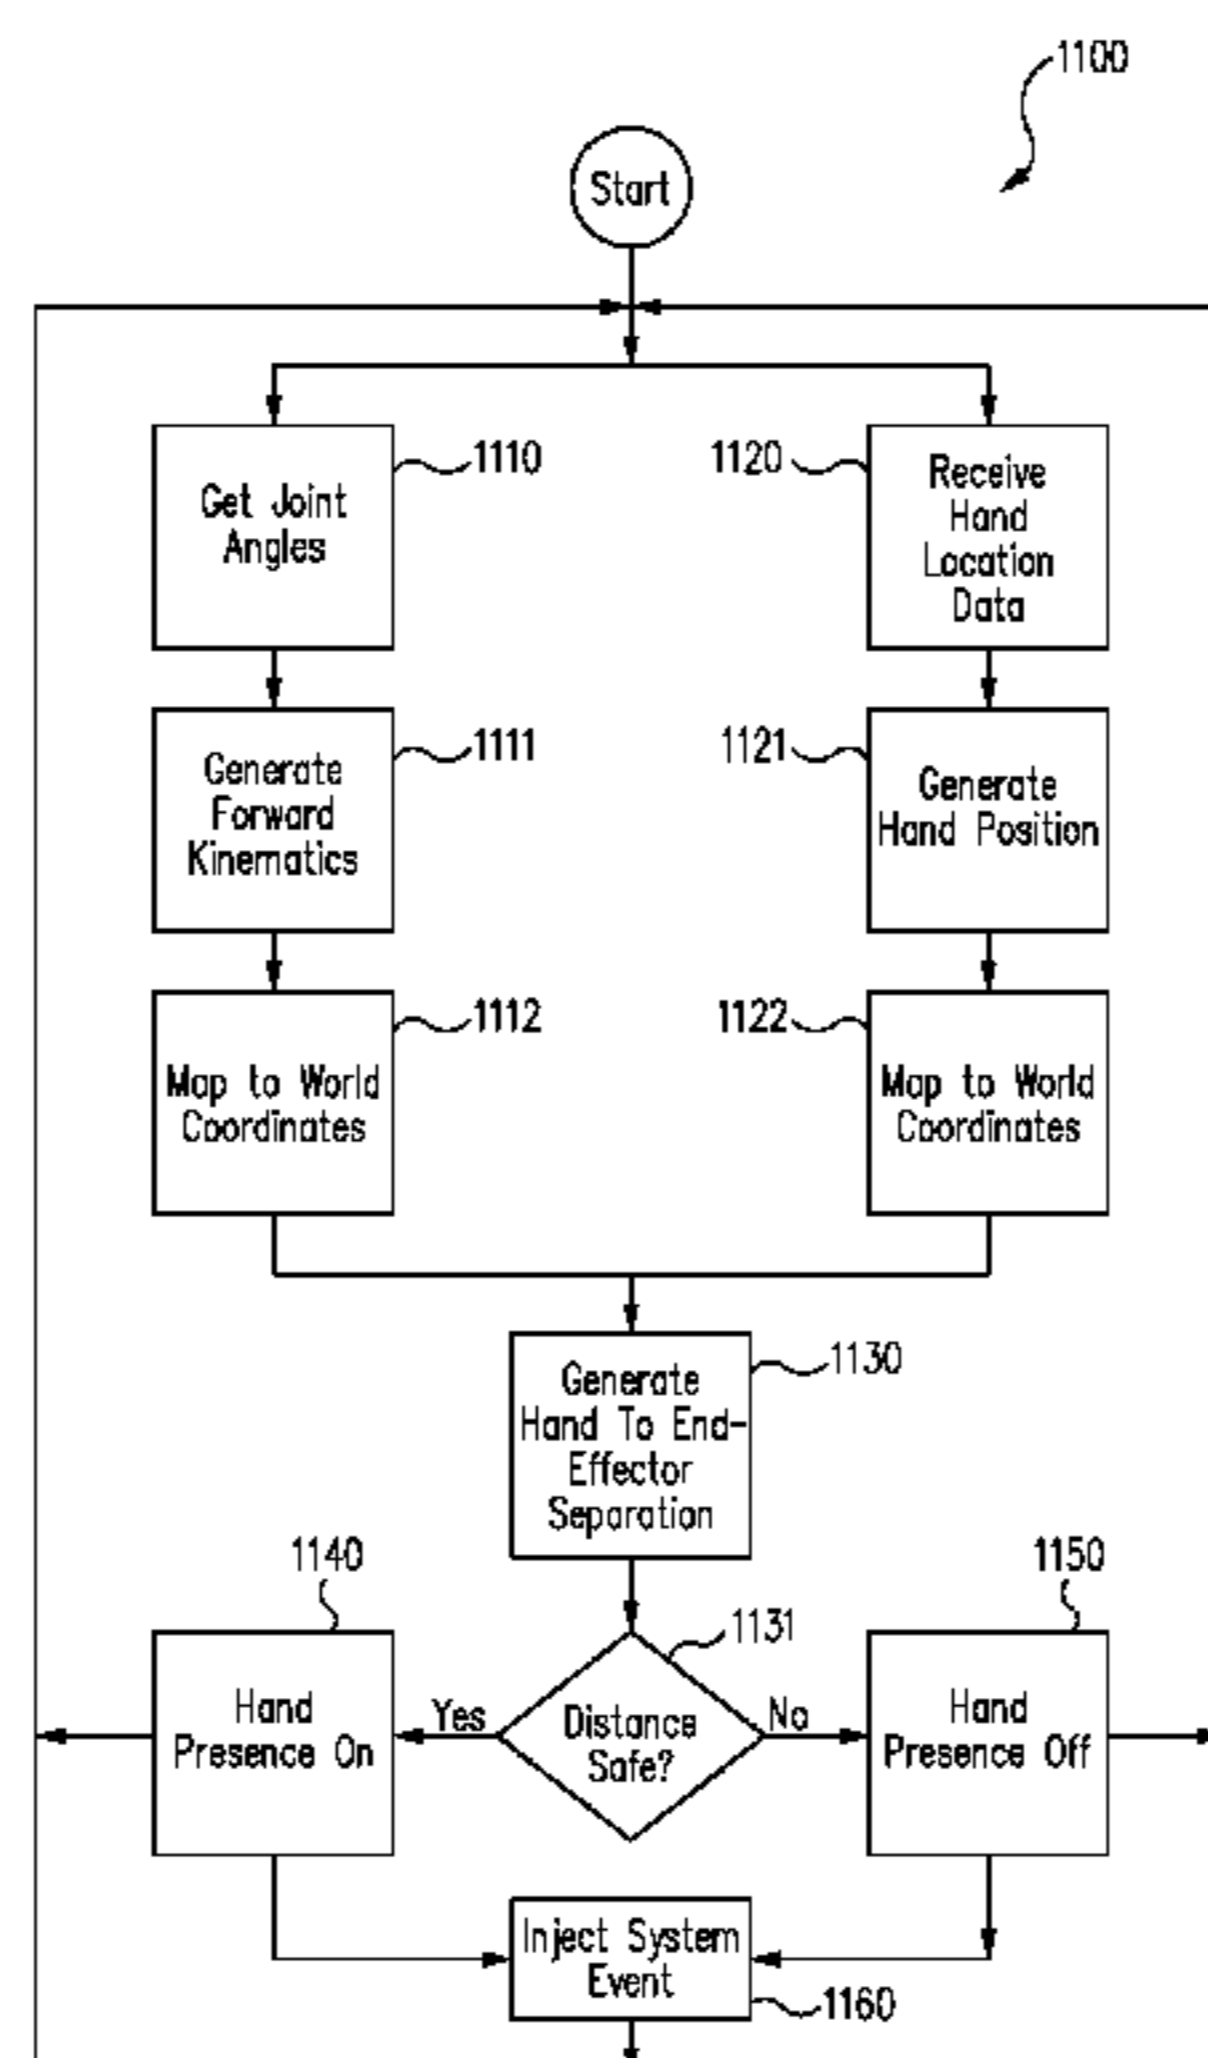 1100
Start
Get Joint
Angles
1110
1120
Receive
Hand
Location
Data
Generate
Forward
Kinematics
1111
1121
Generate
Hand Position
Map to World
Coordinates
1112
1122
Map to World
Coordinates
Generate
Hand To End-
Effector
Separation
1130
1140
Hand
Presence On
Yes
1131
Distance
Safe?
No
1150
Hand
Presence Off
Inject System
Event
1160